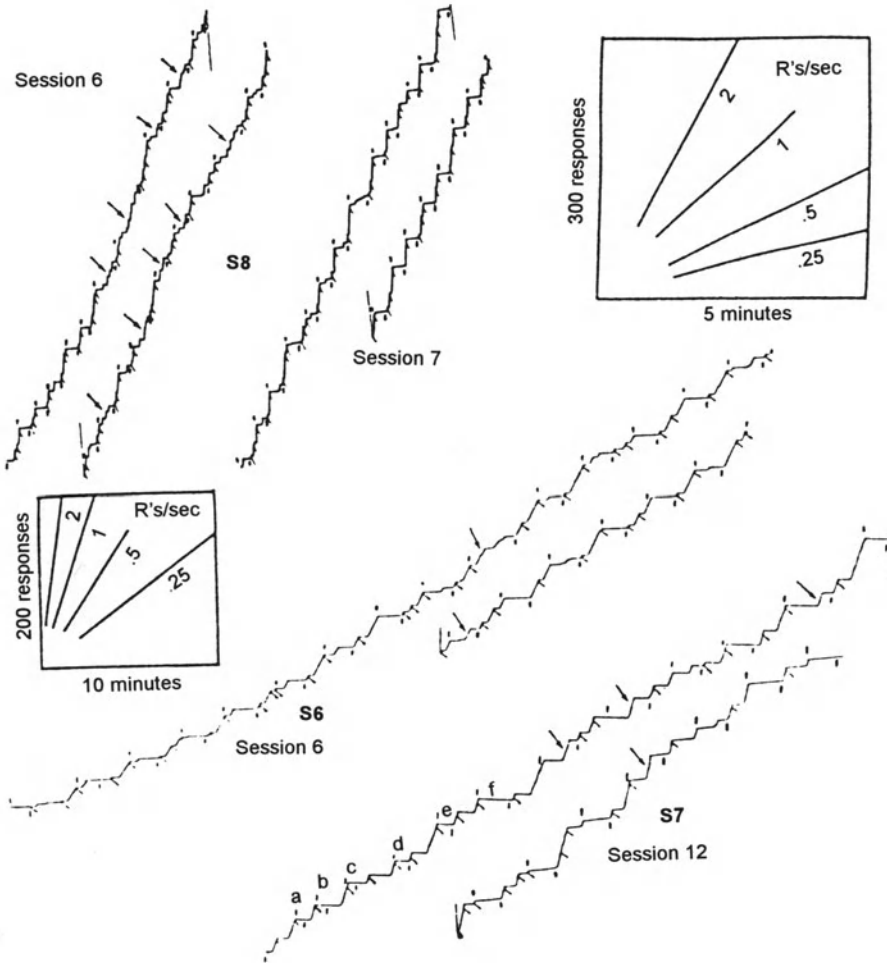 Session 6
S8
Session 7
R's/sec
2
1
.5
.25
300 responses
5 minutes
R's/sec
2
1
.5
.25
200 responses
10 minutes
S6
Session 6
a
b
c
d
e
f
S7
Session 12